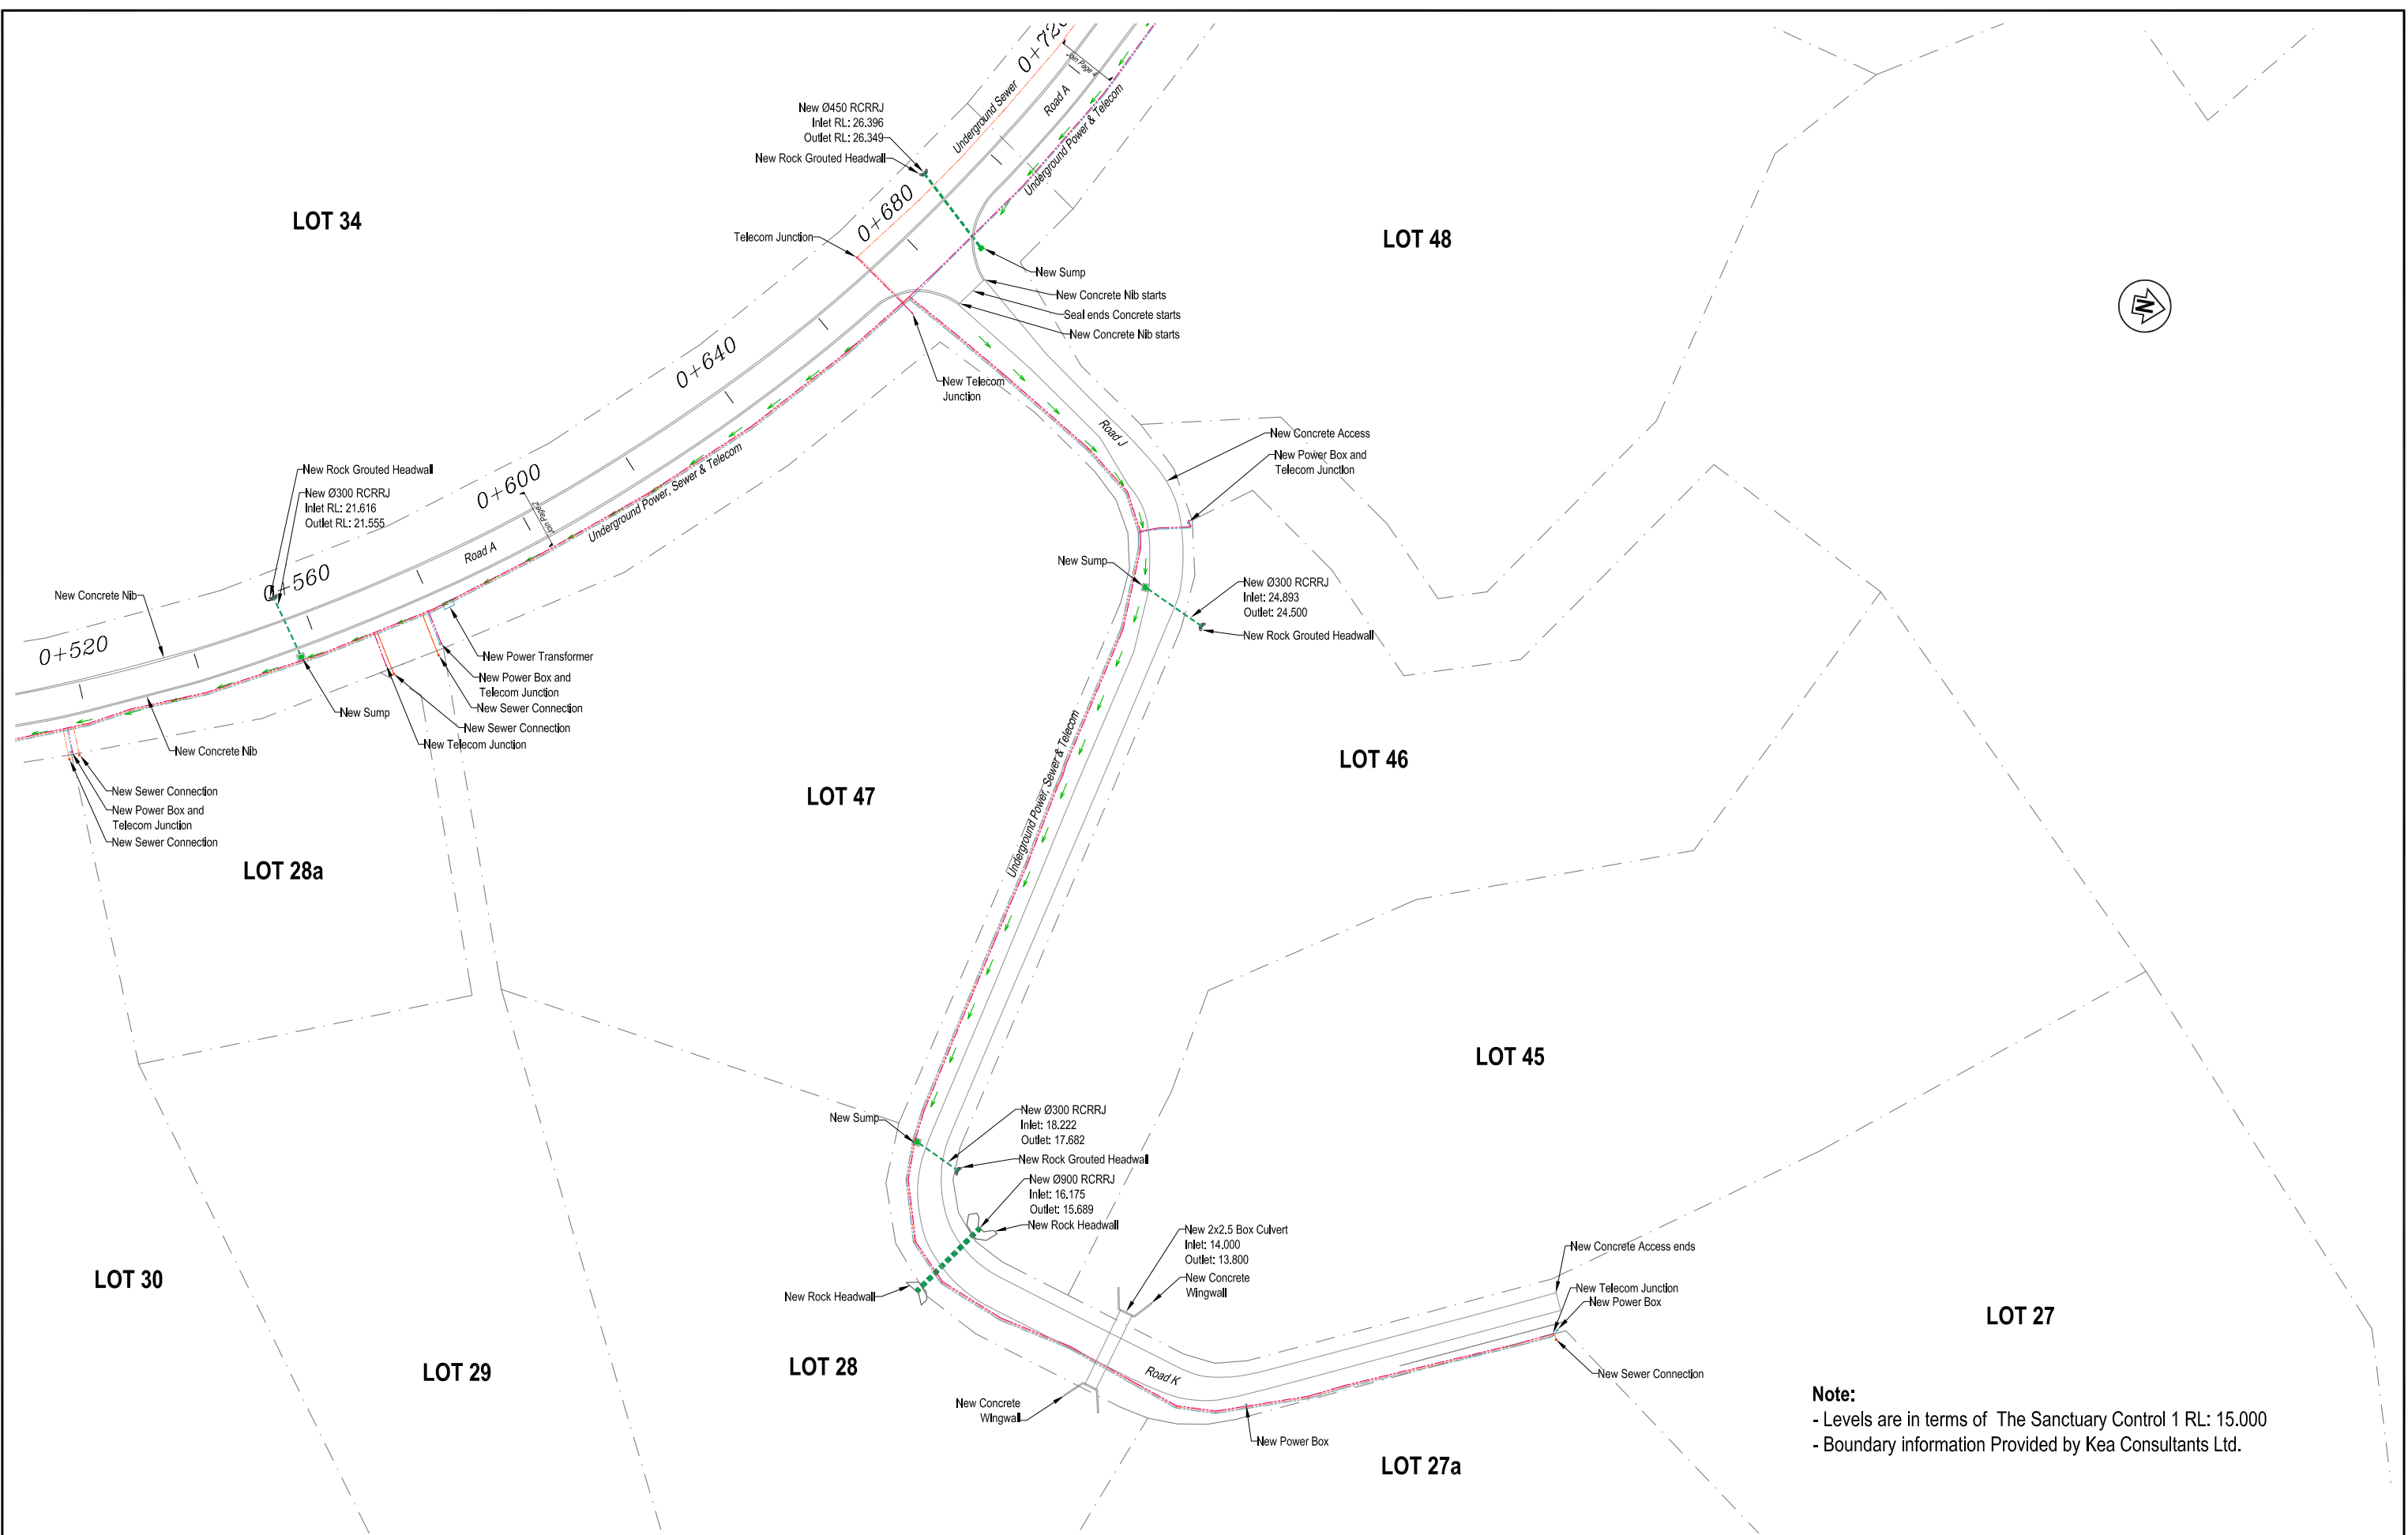 0+720
Join Page 4
Underground Sewer
Road A
Underground Power & Telecom
New Ø450 RCRRJ
Inlet RL: 26.396
Outlet RL: 26.349
New Rock Grouted Headwall
0+680
LOT 34
Telecom Junction
LOT 48
New Sump
New Concrete Nib starts
Seal ends Concrete starts
New Concrete Nib starts
N
0+640
New Telecom
Junction
Road J
New Concrete Access
New Power Box and
Telecom Junction
New Rock Grouted Headwall
New Ø300 RCRRJ
Inlet RL: 21.616
Outlet RL: 21.555
0+600
Join Page 2
Underground Power, Sewer & Telecom
Road A
0+560
New Concrete Nib
0+520
New Sump
New Ø300 RCRRJ
Inlet: 24.893
Outlet: 24.500
New Rock Grouted Headwall
New Power Transformer
New Power Box and
Telecom Junction
New Sewer Connection
New Sump
New Sewer Connection
New Telecom Junction
New Concrete Nib
New Sewer Connection
New Power Box and
Telecom Junction
New Sewer Connection
LOT 28a
LOT 47
Underground Power, Sewer & Telecom
LOT 46
LOT 45
New Sump
New Ø300 RCRRJ
Inlet: 18.222
Outlet: 17.682
New Rock Grouted Headwall
New Ø900 RCRRJ
Inlet: 16.175
Outlet: 15.689
New Rock Headwall
New 2x2.5 Box Culvert
Inlet: 14.000
Outlet: 13.800
New Concrete
Wingwall
New Rock Headwall
New Concrete Access ends
New Telecom Junction
New Power Box
LOT 30
LOT 29
LOT 28
LOT 27
Road K
New Sewer Connection
New Concrete
Wingwall
New Power Box
LOT 27a
Note:
- Levels are in terms of The Sanctuary Control 1 RL: 15.000
- Boundary information Provided by Kea Consultants Ltd.